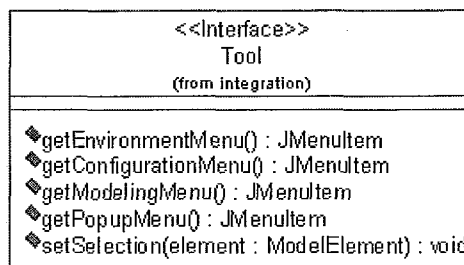 <<Interface>>
Tool
(from integration)
getEnvironmentMenu() : JMenuItem
getConfigurationMenu() : JMenuItem
getModelingMenu() : JMenuItem
getPopupMenu() : JMenuItem
setSelection(element : ModelElement) : void